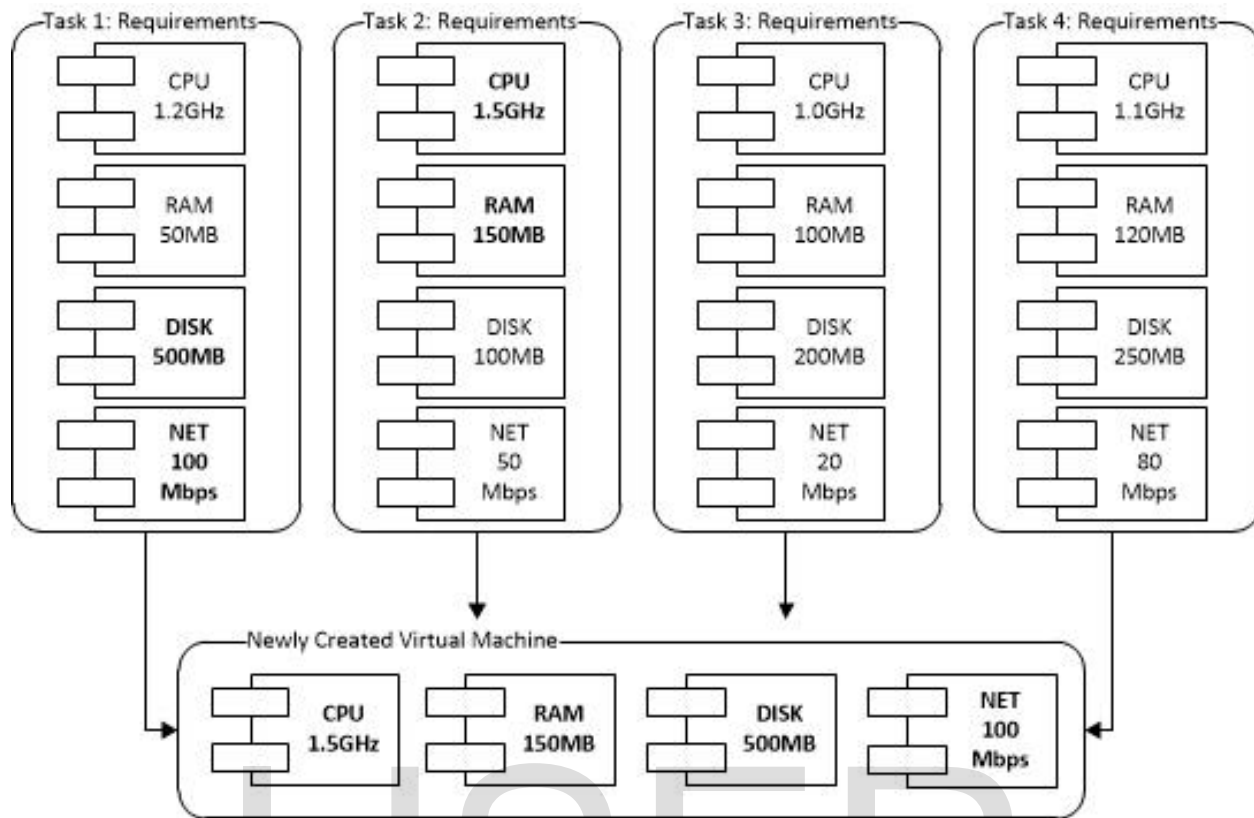 Task 1: Requirements
CPU
1.2GHz
RAM
50MB
DISK
500MB
NET
100
Mbps
Task 2: Requirements
CPU
1.5GHz
RAM
150MB
DISK
100MB
NET
50
Mbps
Task 3: Requirements
CPU
1.0GHz
RAM
100MB
DISK
200MB
NET
20
Mbps
Task 4: Requirements
CPU
1.1GHz
RAM
120MB
DISK
250MB
NET
80
Mbps
Newly Created Virtual Machine
CPU
1.5GHz
RAM
150MB
DISK
500MB
NET
100
Mbps